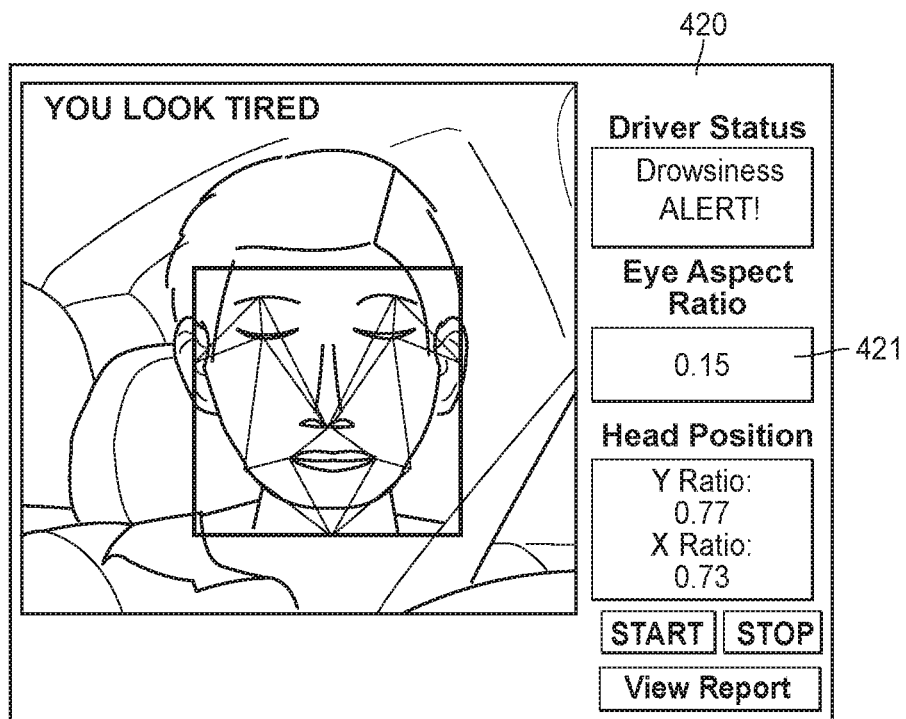 420
YOU LOOK TIRED
Driver Status
Drowsiness
ALERT!
Eye Aspect
Ratio
0.15
421
Head Position
Y Ratio:
0.77
X Ratio:
0.73
START STOP
View Report